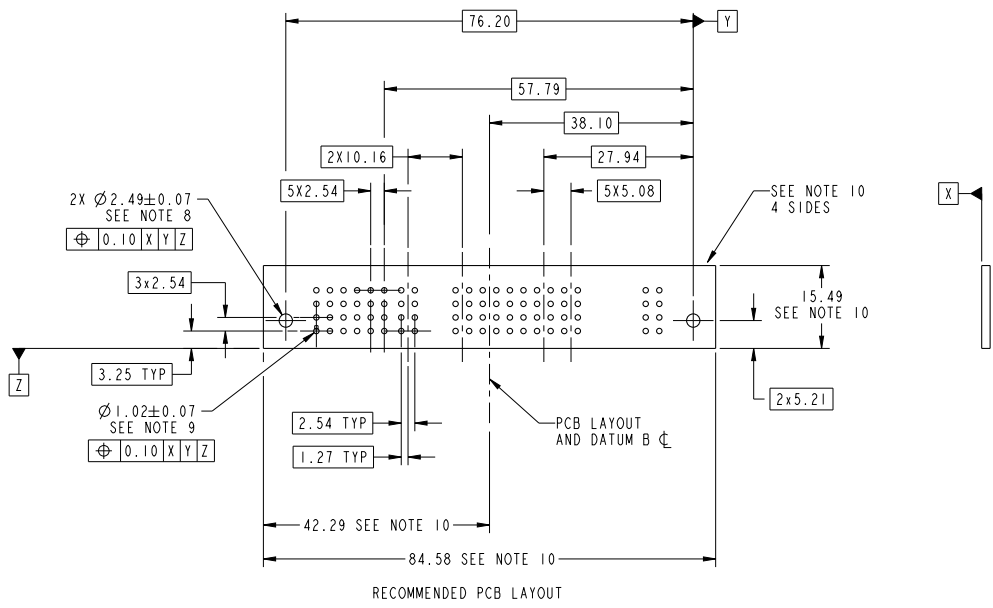 76.20
Y
57.79
38.10
2X10.16
27.94
5X2.54
5X5.08
2X Ø2.49±0.07
SEE NOTE 8
⌖ 0.10 X Y Z
SEE NOTE 10
4 SIDES
X
3x2.54
15.49
SEE NOTE 10
3.25 TYP
Z
2x5.21
Ø1.02±0.07
SEE NOTE 9
⌖ 0.10 X Y Z
2.54 TYP
1.27 TYP
PCB LAYOUT
AND DATUM B ℄
42.29 SEE NOTE 10
84.58 SEE NOTE 10
RECOMMENDED PCB LAYOUT